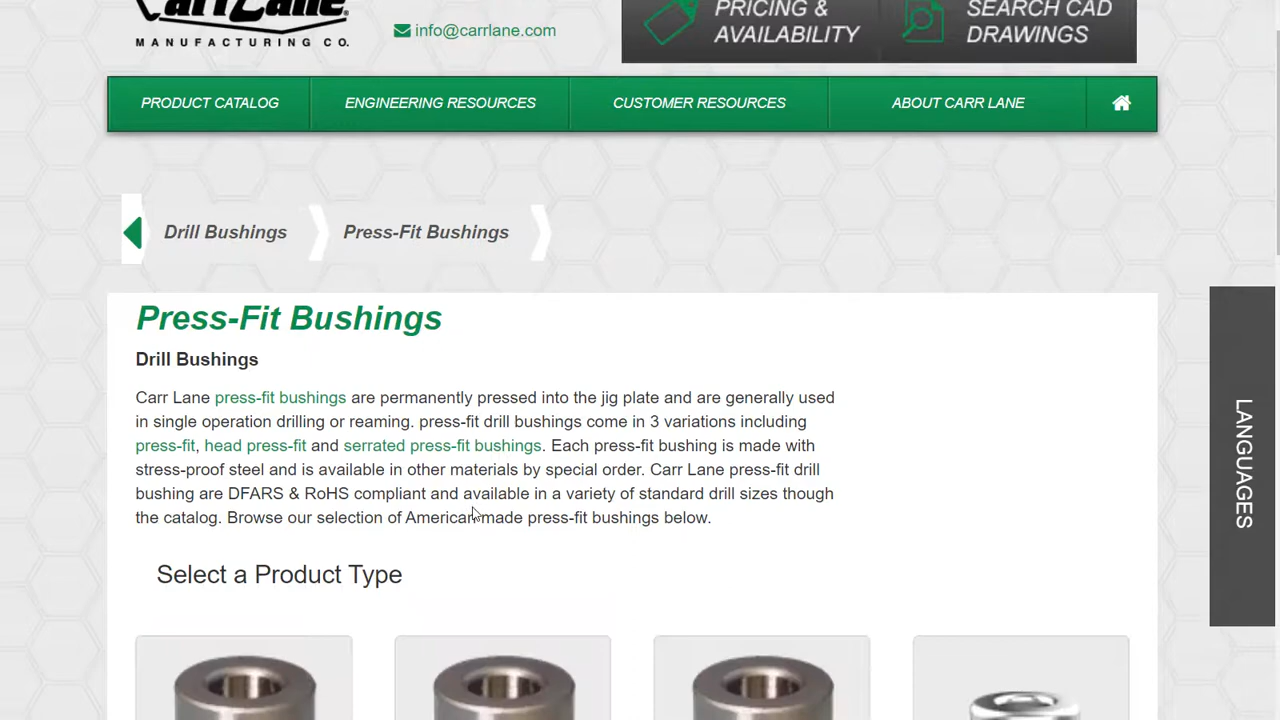 CarrLane®
MANUFACTURING CO.
info@carrlane.com
PRICING &
AVAILABILITY
SEARCH CAD
DRAWINGS
PRODUCT CATALOG
ENGINEERING RESOURCES
CUSTOMER RESOURCES
ABOUT CARR LANE
Drill Bushings
Press-Fit Bushings
Press-Fit Bushings
Drill Bushings
Carr Lane press-fit bushings are permanently pressed into the jig plate and are generally used
in single operation drilling or reaming. press-fit drill bushings come in 3 variations including
press-fit, head press-fit and serrated press-fit bushings. Each press-fit bushing is made with
stress-proof steel and is available in other materials by special order. Carr Lane press-fit drill
bushing are DFARS & RoHS compliant and available in a variety of standard drill sizes though
the catalog. Browse our selection of American-made press-fit bushings below.
Select a Product Type
LANGUAGES